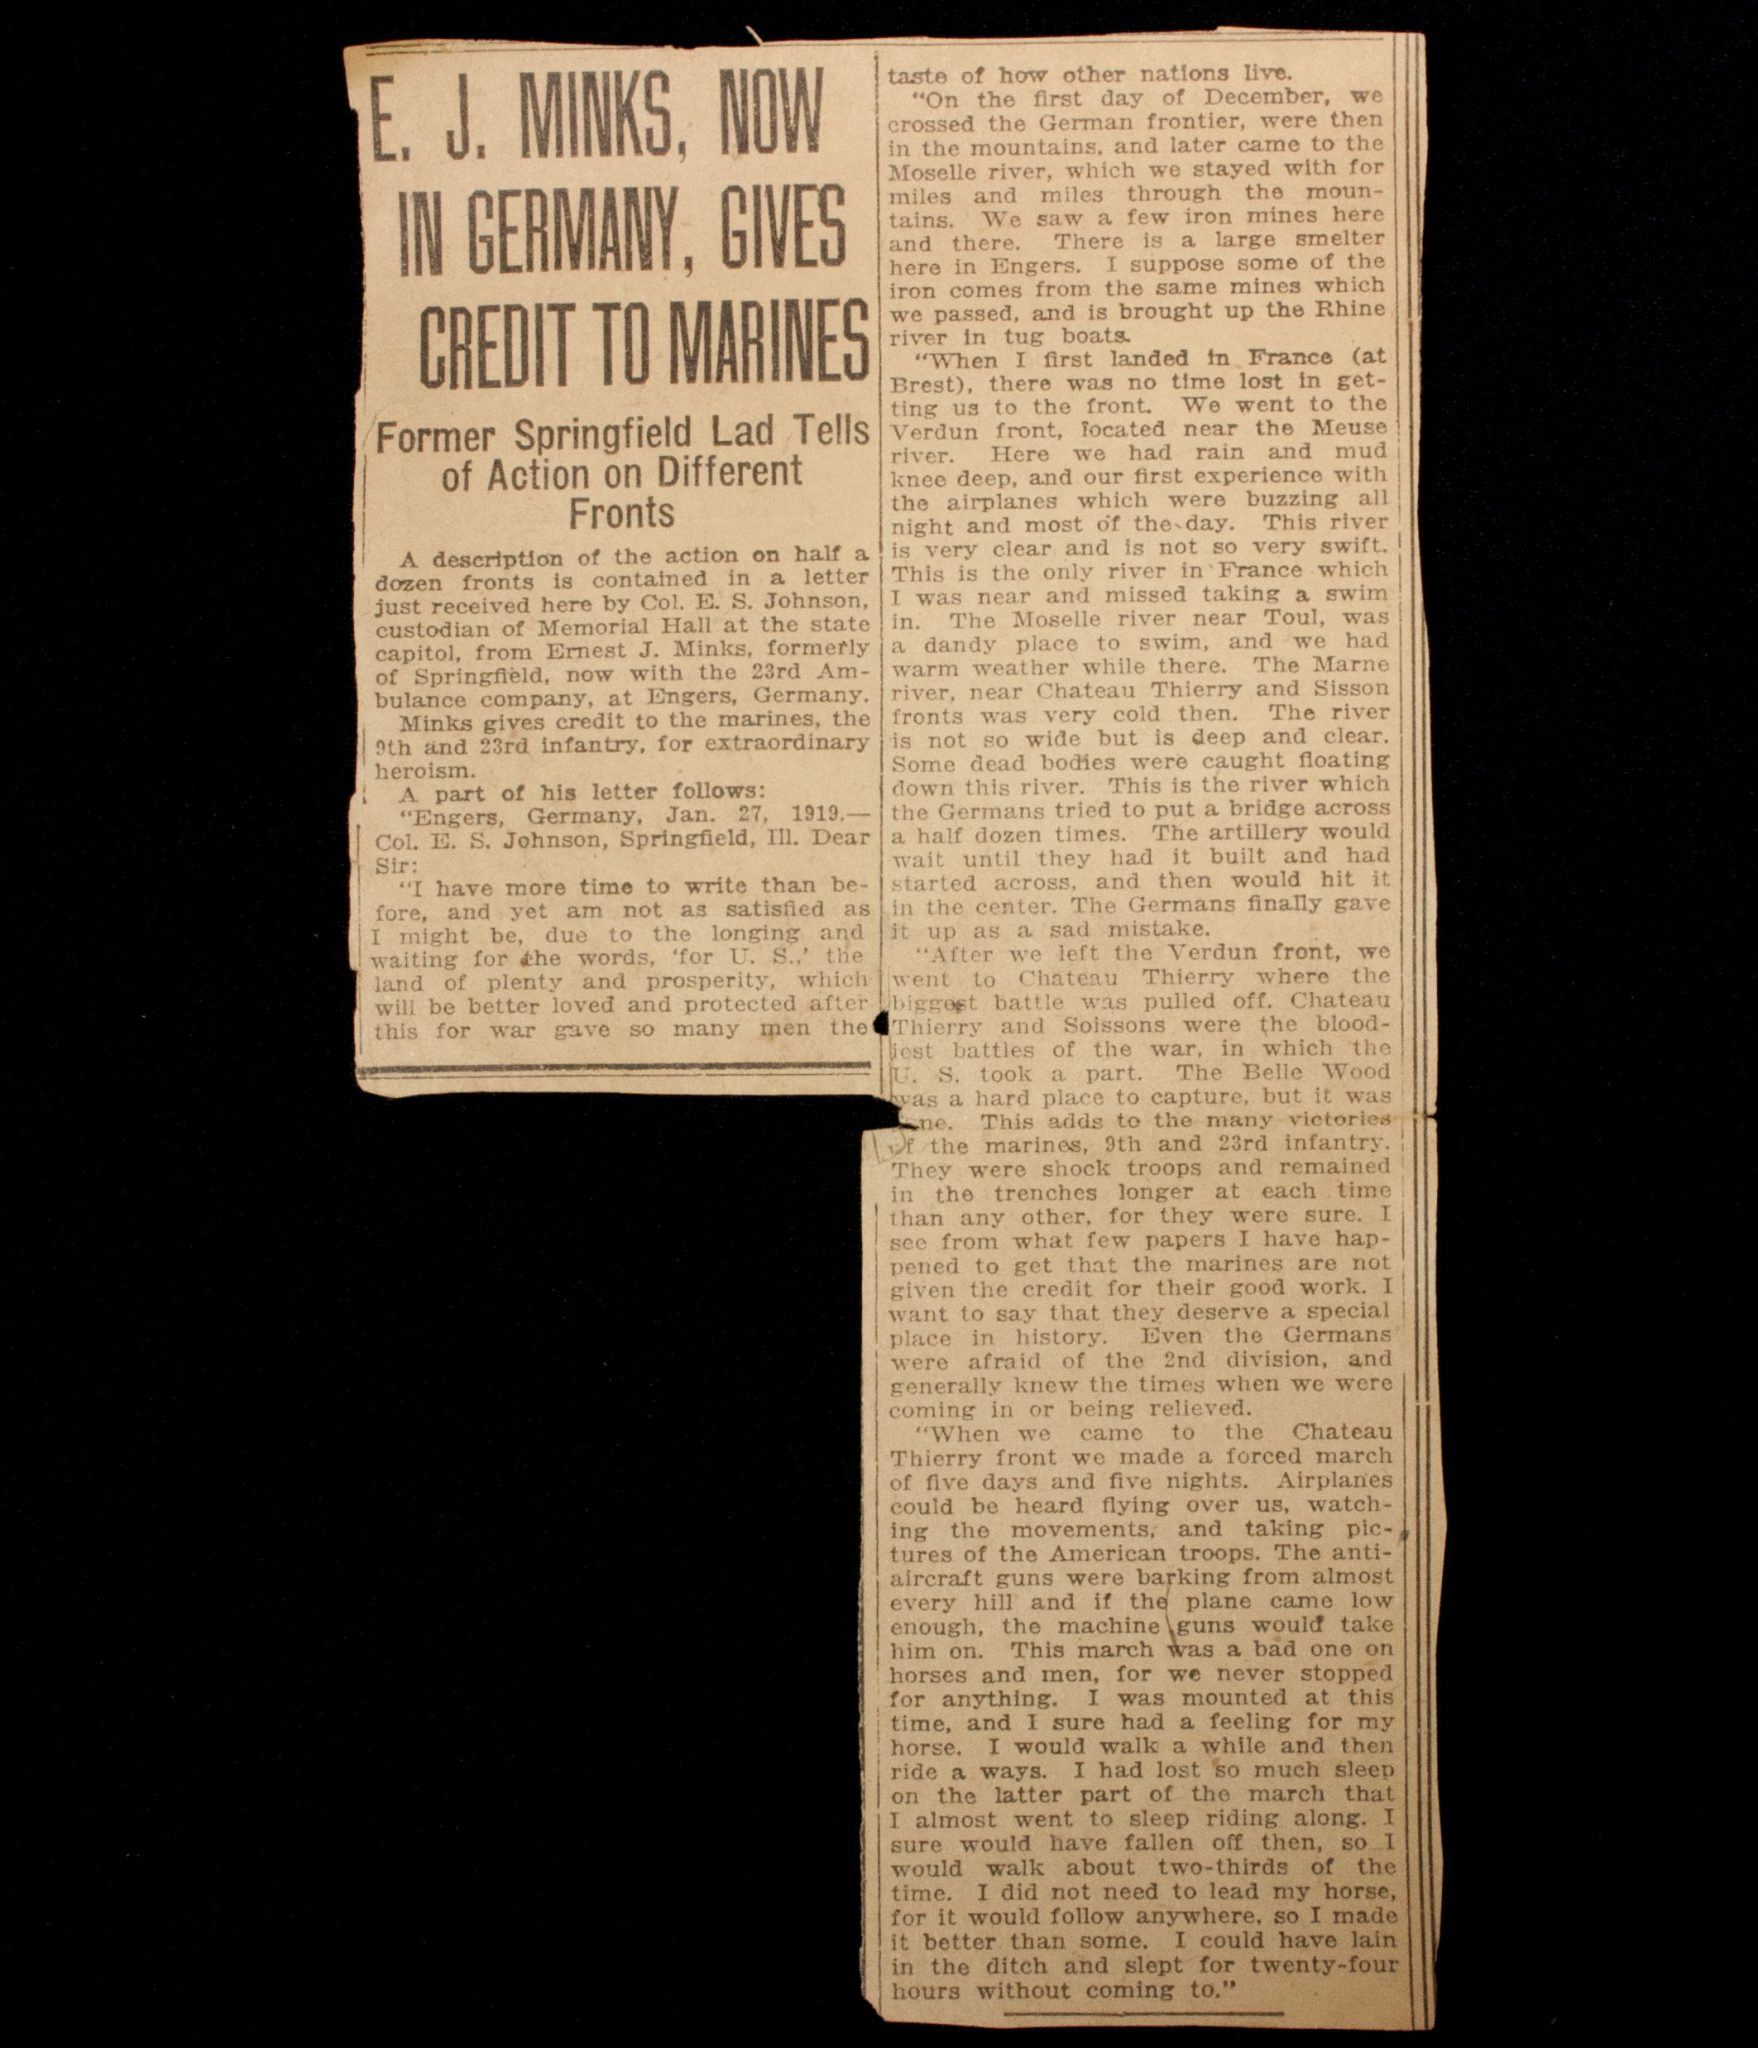 E. J. MINKS, NOW
IN GERMANY, GIVES
CREDIT TO MARINES
Former Springfield Lad Tells
of Action on Different
Fronts
A description of the action on half a
dozen fronts is contained in a letter
just received here by Col. E. S. Johnson,
custodian of Memorial Hall at the state
capitol, from Ernest J. Minks, formerly
of Springfield, now with the 23rd Am-
bulance company, at Engers, Germany.
Minks gives credit to the marines, the
9th and 23rd infantry, for extraordinary
heroism.
A part of his letter follows:
"Engers, Germany, Jan. 27, 1919.—
Col. E. S. Johnson, Springfield, Ill. Dear
Sir:
"I have more time to write than be-
fore, and yet am not as satisfied as
I might be, due to the longing and
waiting for the words, 'for U. S.,' the
land of plenty and prosperity, which
will be better loved and protected after
this for war gave so many men the
taste of how other nations live.
"On the first day of December, we
crossed the German frontier, were then
in the mountains, and later came to the
Moselle river, which we stayed with for
miles and miles through the moun-
tains. We saw a few iron mines here
and there. There is a large smelter
here in Engers. I suppose some of the
iron comes from the same mines which
we passed, and is brought up the Rhine
river in tug boats.
"When I first landed in France (at
Brest), there was no time lost in get-
ting us to the front. We went to the
Verdun front, located near the Meuse
river. Here we had rain and mud
knee deep, and our first experience with
the airplanes which were buzzing all
night and most of the day. This river
is very clear and is not so very swift.
This is the only river in France which
I was near and missed taking a swim
in. The Moselle river near Toul, was
a dandy place to swim, and we had
warm weather while there. The Marne
river, near Chateau Thierry and Sisson
fronts was very cold then. The river
is not so wide but is deep and clear.
Some dead bodies were caught floating
down this river. This is the river which
the Germans tried to put a bridge across
a half dozen times. The artillery would
wait until they had it built and had
started across, and then would hit it
in the center. The Germans finally gave
it up as a sad mistake.
"After we left the Verdun front, we
went to Chateau Thierry where the
biggest battle was pulled off. Chateau
Thierry and Soissons were the blood-
iest battles of the war, in which the
U. S. took a part. The Belle Wood
was a hard place to capture, but it was
This adds to the many victories
of the marines, 9th and 23rd infantry.
They were shock troops and remained
in the trenches longer at each time
than any other, for they were sure. I
see from what few papers I have hap-
pened to get that the marines are not
given the credit for their good work. I
want to say that they deserve a special
place in history. Even the Germans
were afraid of the 2nd division, and
generally knew the times when we were
coming in or being relieved.
"When we came to the Chateau
Thierry front we made a forced march
of five days and five nights. Airplanes
could be heard flying over us, watch-
ing the movements, and taking pic-
tures of the American troops. The anti-
aircraft guns were barking from almost
every hill and if the plane came low
enough, the machine guns would take
him on. This march was a bad one on
horses and men, for we never stopped
for anything. I was mounted at this
time, and I sure had a feeling for my
horse. I would walk a while and then
ride a ways. I had lost so much sleep
on the latter part of the march that
I almost went to sleep riding along. I
sure would have fallen off then, so I
would walk about two-thirds of the
time. I did not need to lead my horse,
for it would follow anywhere, so I made
it better than some. I could have lain
in the ditch and slept for twenty-four
hours without coming to."